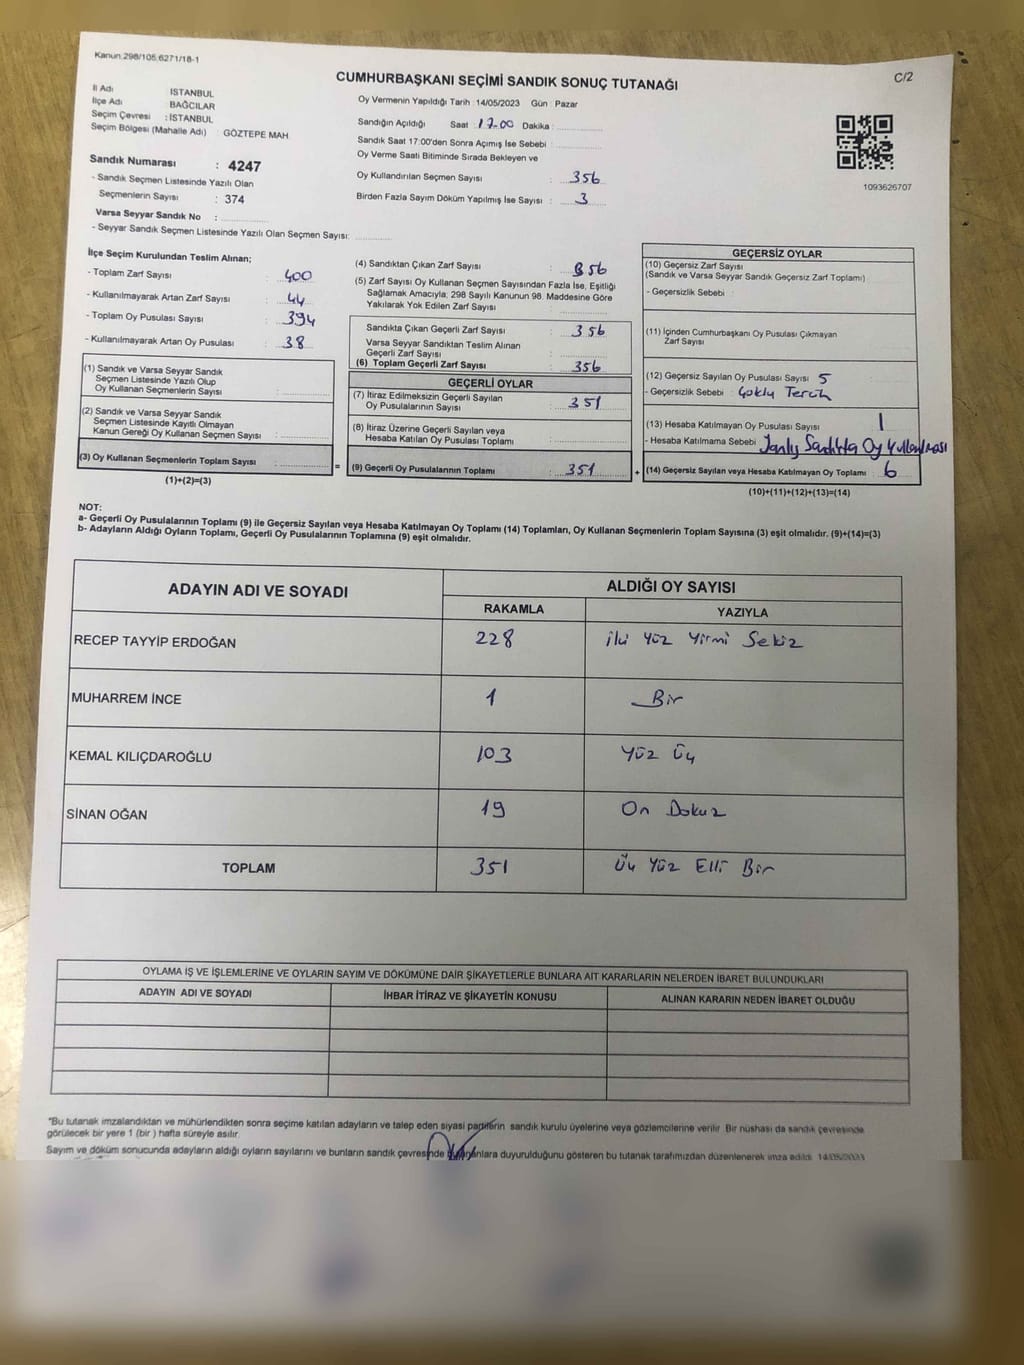 Kanun.298/105.6271/18-1
C/2
CUMHURBAŞKANI SEÇİMİ SANDIK SONUÇ TUTANAĞI
İl Adı İSTANBUL
İlçe Adı BAĞCILAR
Seçim Çevresi : İSTANBUL
Seçim Bölgesi (Mahalle Adı) : GÖZTEPE MAH
Sandık Numarası : 4247
- Sandık Seçmen Listesinde Yazılı Olan
Seçmenlerin Sayısı : 374
Varsa Seyyar Sandık No :
- Seyyar Sandık Seçmen Listesinde Yazılı Olan Seçmen Sayısı:
Oy Vermenin Yapıldığı Tarih : 14/05/2023 Gün : Pazar
Sandığın Açıldığı Saat : 17.00 Dakika :
Sandık Saat 17:00'den Sonra Açımış İse Sebebi :
Oy Verme Saati Bitiminde Sırada Bekleyen ve
Oy Kullandırılan Seçmen Sayısı : 356
Birden Fazla Sayım Döküm Yapılmış İse Sayısı : 3
1093626707
İlçe Seçim Kurulundan Teslim Alınan;
- Toplam Zarf Sayısı : 400
- Kullanılmayarak Artan Zarf Sayısı : 44
- Toplam Oy Pusulası Sayısı : 394
- Kullanılmayarak Artan Oy Pusulası : 38
(1) Sandık ve Varsa Seyyar Sandık
Seçmen Listesinde Yazılı Olup
Oy Kullanan Seçmenlerin Sayısı :
(2) Sandık ve Varsa Seyyar Sandık
Seçmen Listesinde Kayıtlı Olmayan
Kanun Gereği Oy Kullanan Seçmen Sayısı :
(3) Oy Kullanan Seçmenlerin Toplam Sayısı :
(1)+(2)=(3)
=
(4) Sandıktan Çıkan Zarf Sayısı : 356
(5) Zarf Sayısı Oy Kullanan Seçmen Sayısından Fazla İse, Eşitliği
Sağlamak Amacıyla; 298 Sayılı Kanunun 98. Maddesine Göre
Yakılarak Yok Edilen Zarf Sayısı :
Sandıkta Çıkan Geçerli Zarf Sayısı : 356
Varsa Seyyar Sandıktan Teslim Alınan
Geçerli Zarf Sayısı :
(6) Toplam Geçerli Zarf Sayısı : 356
GEÇERLİ OYLAR
(7) İtiraz Edilmeksizin Geçerli Sayılan
Oy Pusulalarının Sayısı : 351
(8) İtiraz Üzerine Geçerli Sayılan veya
Hesaba Katılan Oy Pusulaları Toplamı :
(9) Geçerli Oy Pusulalarının Toplamı : 351
+
GEÇERSİZ OYLAR
(10) Geçersiz Zarf Sayısı
(Sandık ve Varsa Seyyar Sandık Geçersiz Zarf Toplamı)
- Geçersizlik Sebebi :
(11) İçinden Cumhurbaşkanı Oy Pusulası Çıkmayan
Zarf Sayısı
(12) Geçersiz Sayılan Oy Pusulası Sayısı 5
- Geçersizlik Sebebi : Çoklu Tercih
(13) Hesaba Katılmayan Oy Pusulası Sayısı 1
- Hesaba Katılmama Sebebi Yanlış Sandıkta Oy Kullanılması
(14) Geçersiz Sayılan veya Hesaba Katılmayan Oy Toplamı : 6
(10)+(11)+(12)+(13)=(14)
NOT:
a- Geçerli Oy Pusulalarının Toplamı (9) ile Geçersiz Sayılan veya Hesaba Katılmayan Oy Toplamı (14) Toplamları, Oy Kullanan Seçmenlerin Toplam Sayısına (3) eşit olmalıdır. (9)+(14)=(3)
b- Adayların Aldığı Oyların Toplamı, Geçerli Oy Pusulalarının Toplamına (9) eşit olmalıdır.
ADAYIN ADI VE SOYADI ALDIĞI OY SAYISI
RAKAMLA YAZIYLA
RECEP TAYYİP ERDOĞAN 228 iki Yüz Yirmi Sekiz
MUHARREM İNCE 1 Bir
KEMAL KILIÇDAROĞLU 103 Yüz Üç
SİNAN OĞAN 19 On Dokuz
TOPLAM 351 Üç Yüz Elli Bir
OYLAMA İŞ VE İŞLEMLERİNE VE OYLARIN SAYIM VE DÖKÜMÜNE DAİR ŞİKAYETLERLE BUNLARA AİT KARARLARIN NELERDEN İBARET BULUNDUKLARI
ADAYIN ADI VE SOYADI İHBAR İTİRAZ VE ŞİKAYETİN KONUSU ALINAN KARARIN NEDEN İBARET OLDUĞU
*Bu tutanak imzalandıktan ve mühürlendikten sonra seçime katılan adayların ve talep eden siyasi partilerin sandık kurulu üyelerine veya gözlemcilerine verilir. Bir nüshası da sandık çevresinde
görülecek bir yere 1 (bir ) hafta süreyle asılır.
Sayım ve döküm sonucunda adayların aldığı oyların sayılarını ve bunların sandık çevresinde bulunanlara duyurulduğunu gösteren bu tutanak tarafımızdan düzenlenerek imza edildi. 14/05/2023